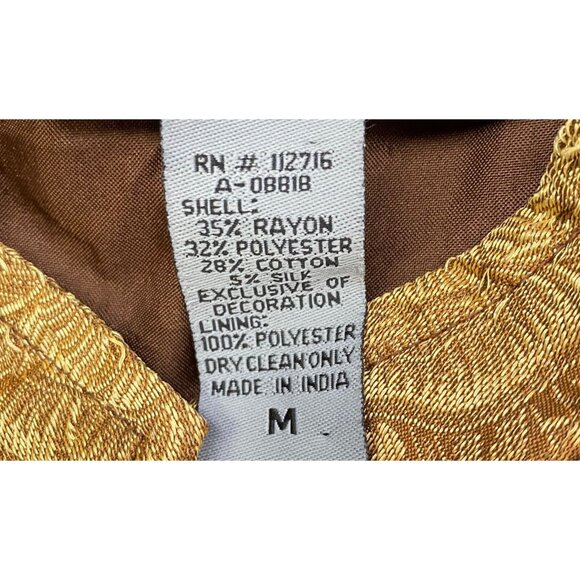 RN # 112716
A-08818
SHELL:
35% RAYON
32% POLYESTER
28% COTTON
5% SILK
EXCLUSIVE OF
DECORATION
LINING:
100% POLYESTER
DRY CLEAN ONLY
MADE IN INDIA
M